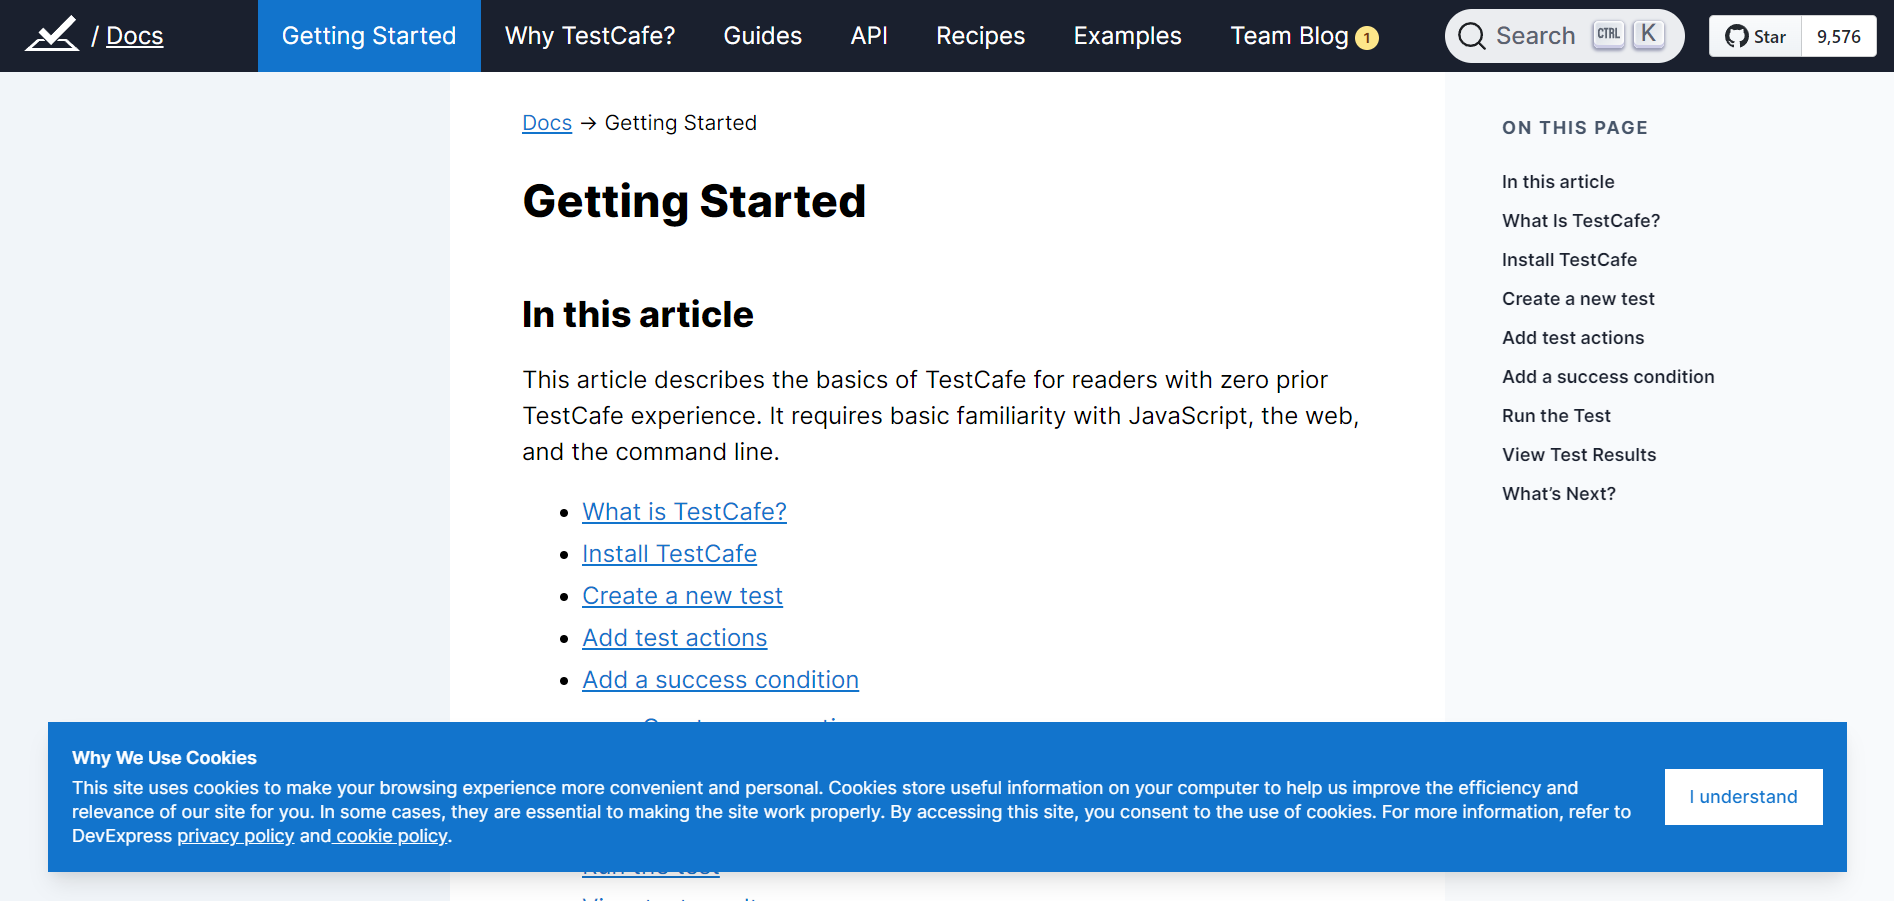 / Docs
Getting Started
Why TestCafe?
Guides
API
Recipes
Examples
Team Blog 1
Search CTRL K
Star 9,576
Docs → Getting Started
Getting Started
In this article
This article describes the basics of TestCafe for readers with zero prior
TestCafe experience. It requires basic familiarity with JavaScript, the web,
and the command line.
What is TestCafe?
Install TestCafe
Create a new test
Add test actions
Add a success condition
ON THIS PAGE
In this article
What Is TestCafe?
Install TestCafe
Create a new test
Add test actions
Add a success condition
Run the Test
View Test Results
What’s Next?
Why We Use Cookies
This site uses cookies to make your browsing experience more convenient and personal. Cookies store useful information on your computer to help us improve the efficiency and
relevance of our site for you. In some cases, they are essential to making the site work properly. By accessing this site, you consent to the use of cookies. For more information, refer to
DevExpress privacy policy and cookie policy.
I understand